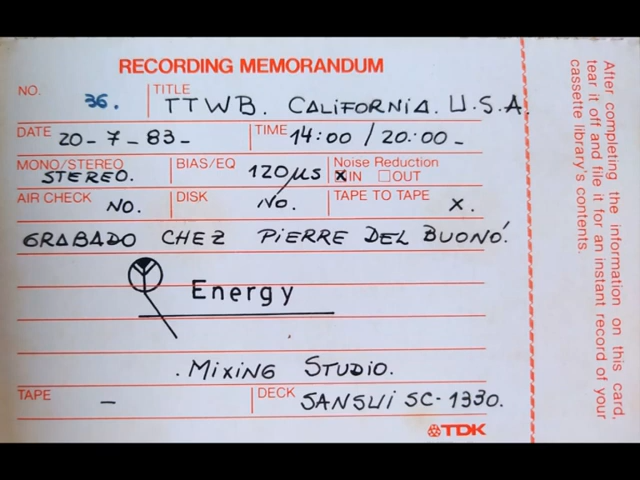 RECORDING MEMORANDUM
NO. 36. TITLE TTWB. CALIFORNIA. U.S.A.
DATE 20-7-83- TIME 14:00 / 20:00-
MONO/STEREO STEREO. BIAS/EQ 120µs Noise Reduction ☒IN ☐OUT
AIR CHECK NO. DISK NO. TAPE TO TAPE X.
GRABADO CHEZ PIERRE DEL BUONÓ.
Energy
. MIXING STUDIO.
TAPE — DECK SANSUI SC-1330.
TDK
After completing the information on this card,
tear it off and file it for an instant record of your
cassette library's contents.